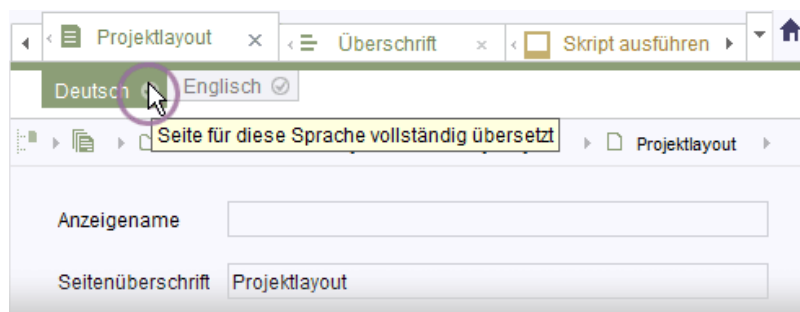 Projektlayout Überschrift Skript ausführen
Deutsch Englisch
Seite für diese Sprache vollständig übersetzt
Projektlayout
Anzeigename
Seitenüberschrift Projektlayout